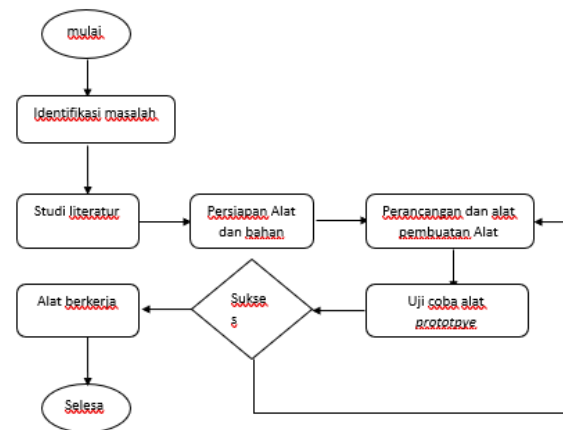 mulai
Identifikasi masalah
Studi literatur
Persiapan Alat
dan bahan
Perancangan dan alat
pembuatan Alat
Uji coba alat
prototpye
Sukse
s
Alat berkerja
Selesa